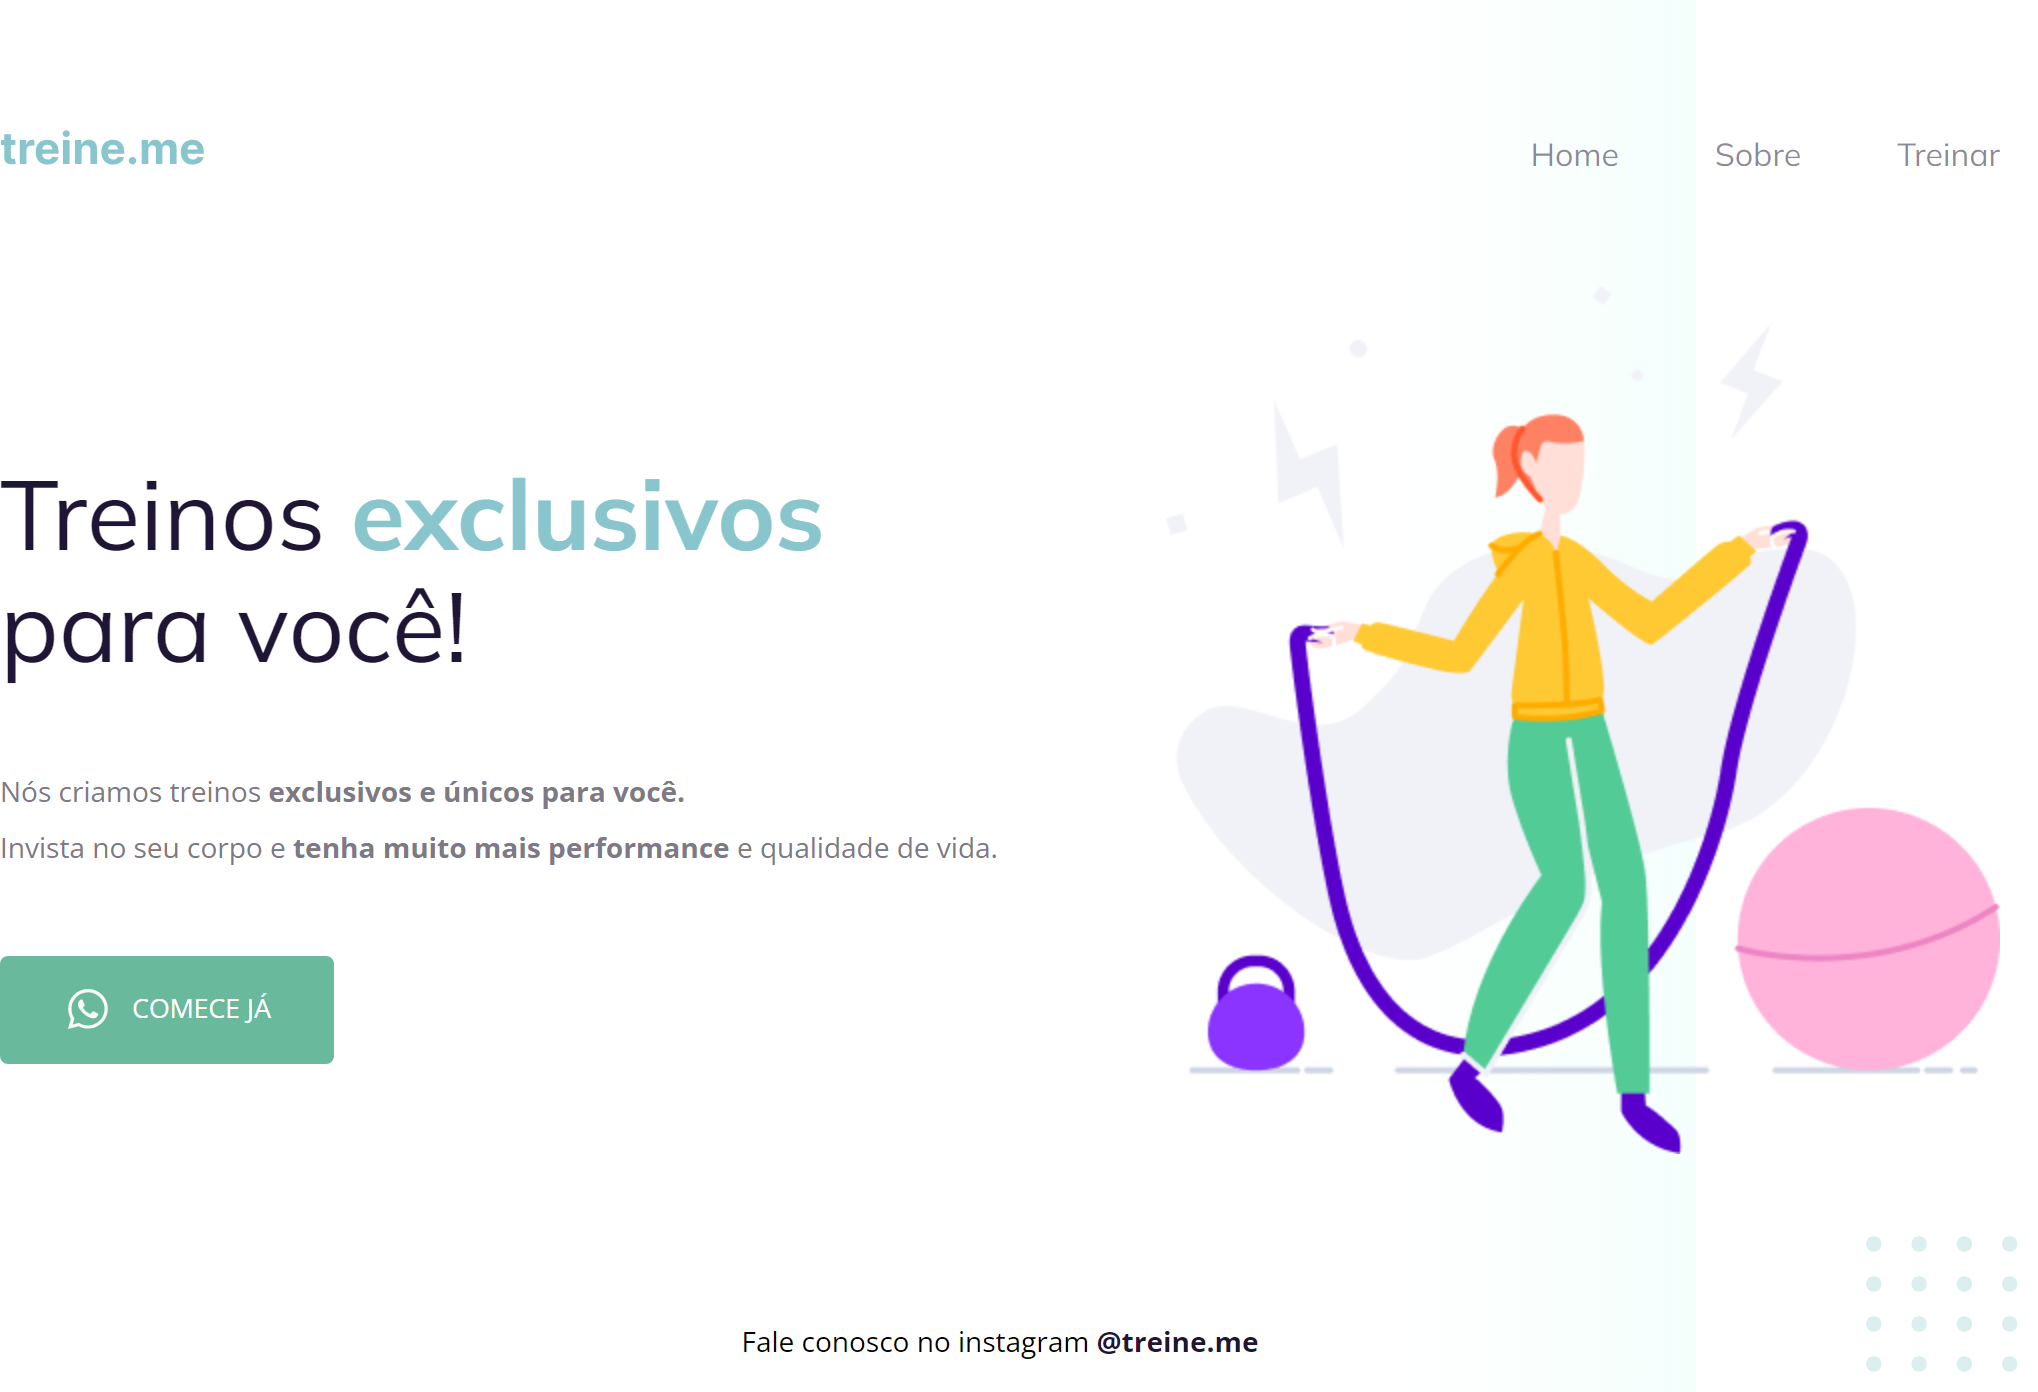 treine.me
Home Sobre Treinar
Treinos exclusivos
para você!
Nós criamos treinos exclusivos e únicos para você.
Invista no seu corpo e tenha muito mais performance e qualidade de vida.
COMECE JÁ
Fale conosco no instagram @treine.me